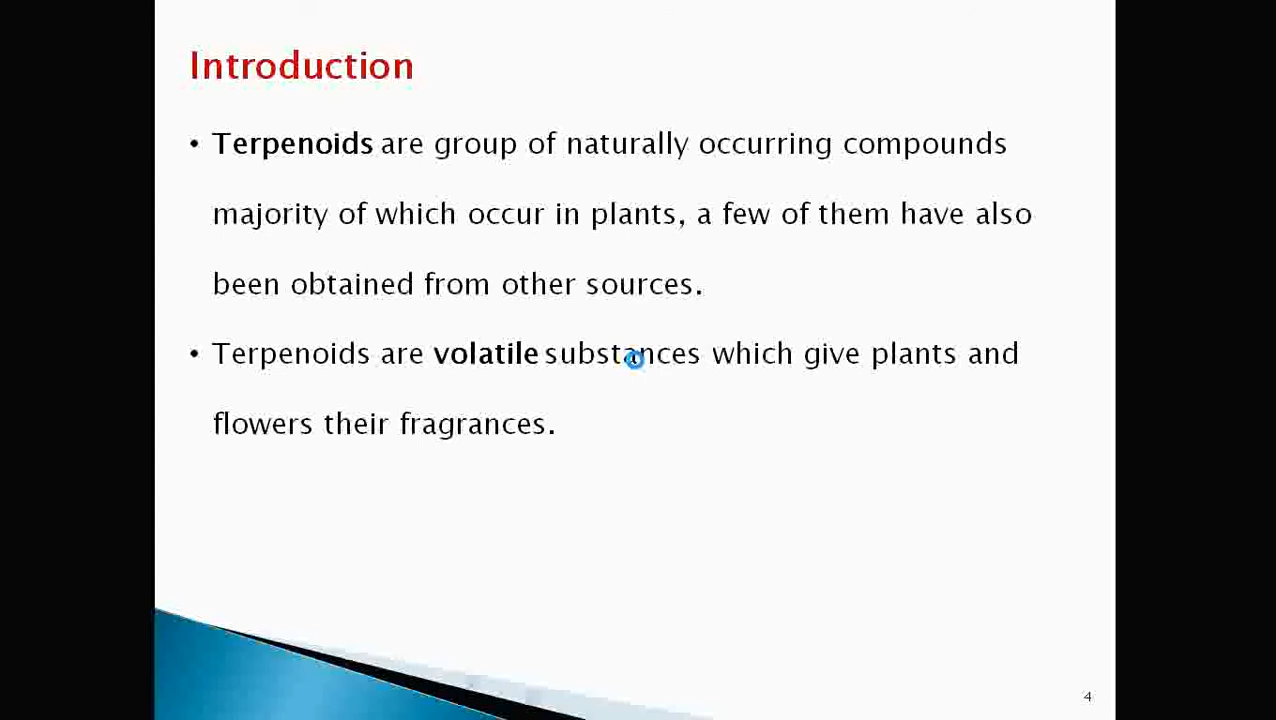 Introduction
• Terpenoids are group of naturally occurring compounds
majority of which occur in plants, a few of them have also
been obtained from other sources.
• Terpenoids are volatile substances which give plants and
flowers their fragrances.
4